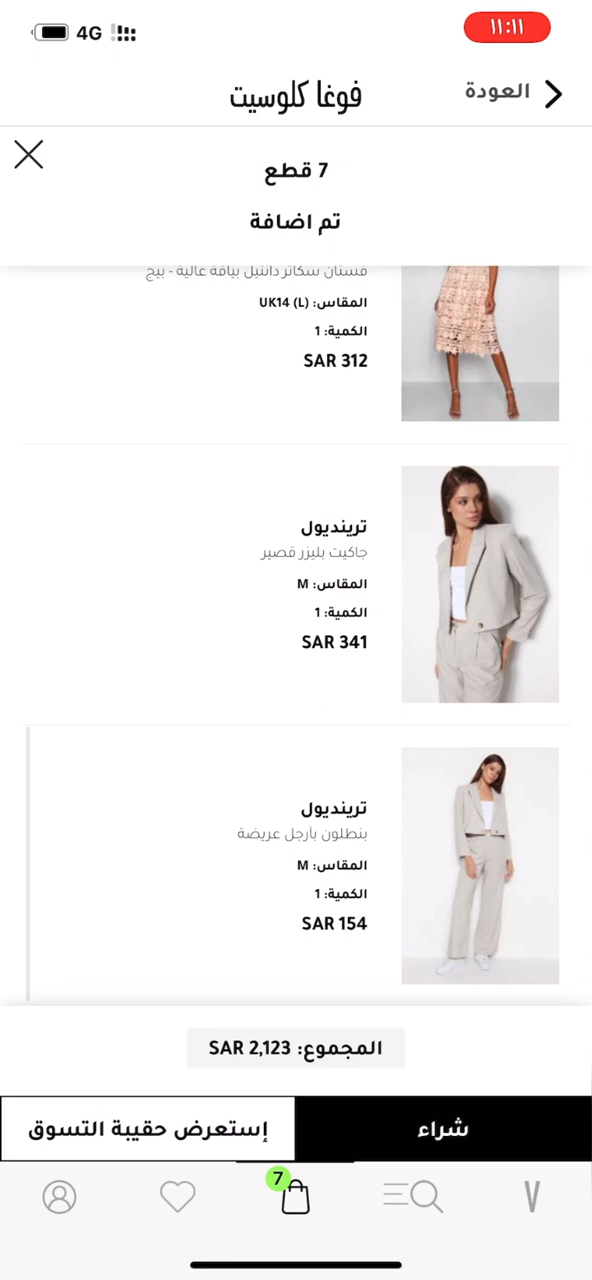 4G
١١:١١
العودة
فوغا كلوسيت
7 قطع
تم اضافة
فستان سكاتر دانتيل بياقة عالية - بيج
المقاس: UK14 (L)
الكمية: 1
SAR 312
ترينديول
جاكيت بليزر قصير
المقاس: M
الكمية: 1
SAR 341
ترينديول
بنطلون بأرجل عريضة
المقاس: M
الكمية: 1
SAR 154
المجموع: SAR 2,123
شراء
إستعرض حقيبة التسوق
7
V